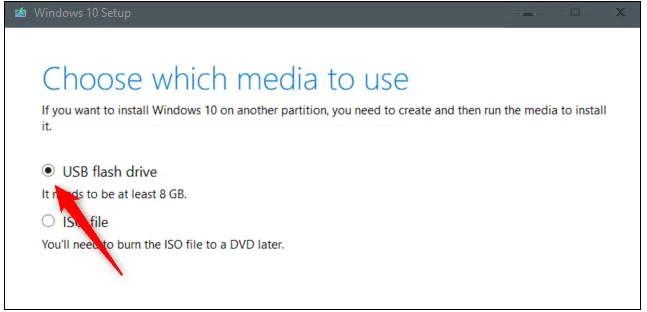 Windows 10 Setup
Choose which media to use
If you want to install Windows 10 on another partition, you need to create and then run the media to install
it.
USB flash drive
It needs to be at least 8 GB.
ISO file
You'll need to burn the ISO file to a DVD later.